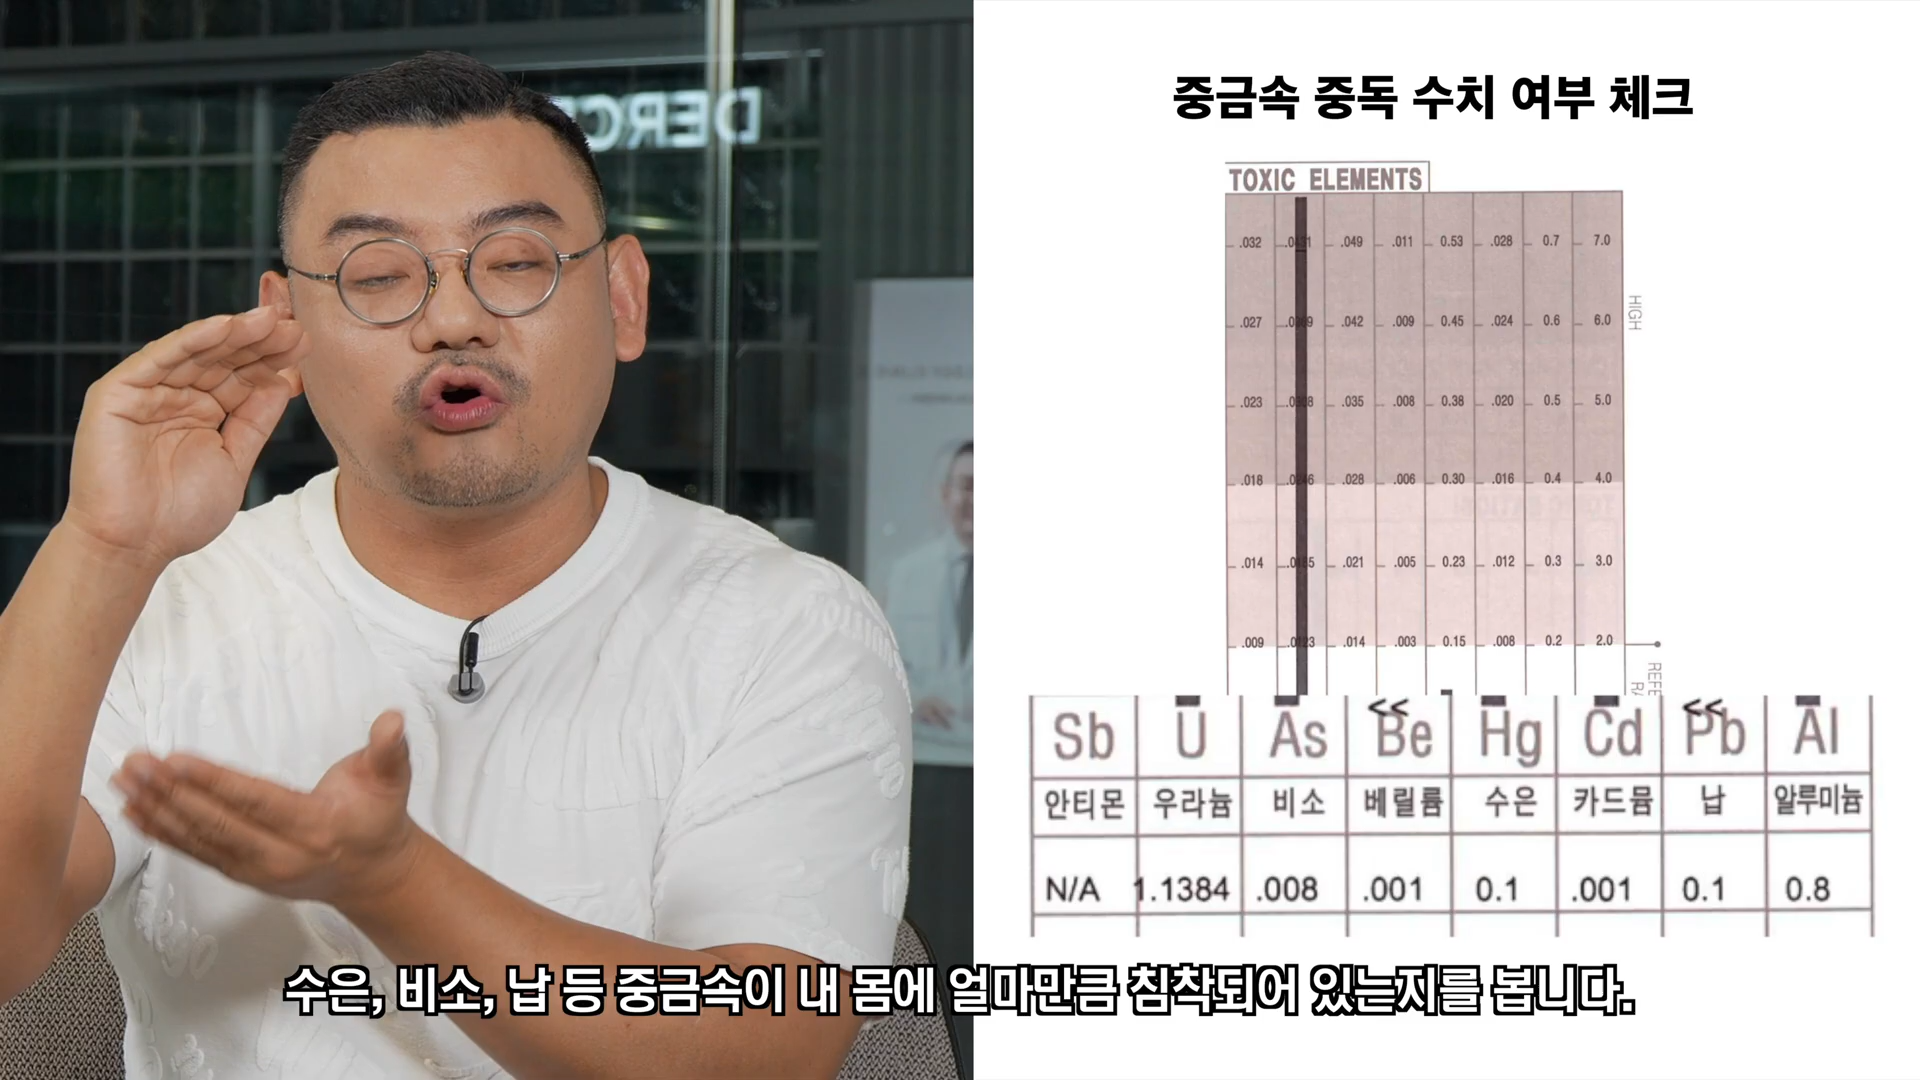 중금속 중독 수치 여부 체크
TOXIC ELEMENTS
.032 .049 .011 0.53 .028 0.7 7.0
.027 .042 .009 0.45 .024 0.6 6.0
HIGH
.023 .035 .008 0.38 .020 0.5 5.0
.018 .028 .006 0.30 .016 0.4 4.0
.014 .021 .005 0.23 .012 0.3 3.0
.009 .014 .003 0.15 .008 0.2 2.0
<< <<
Sb U As Be Hg Cd Pb Al
안티몬 우라늄 비소 베릴륨 수은 카드뮴 납 알루미늄
N/A 1.1384 .008 .001 0.1 .001 0.1 0.8
수은, 비소, 납 등 중금속이 내 몸에 얼마만큼 침착되어 있는지를 봅니다.